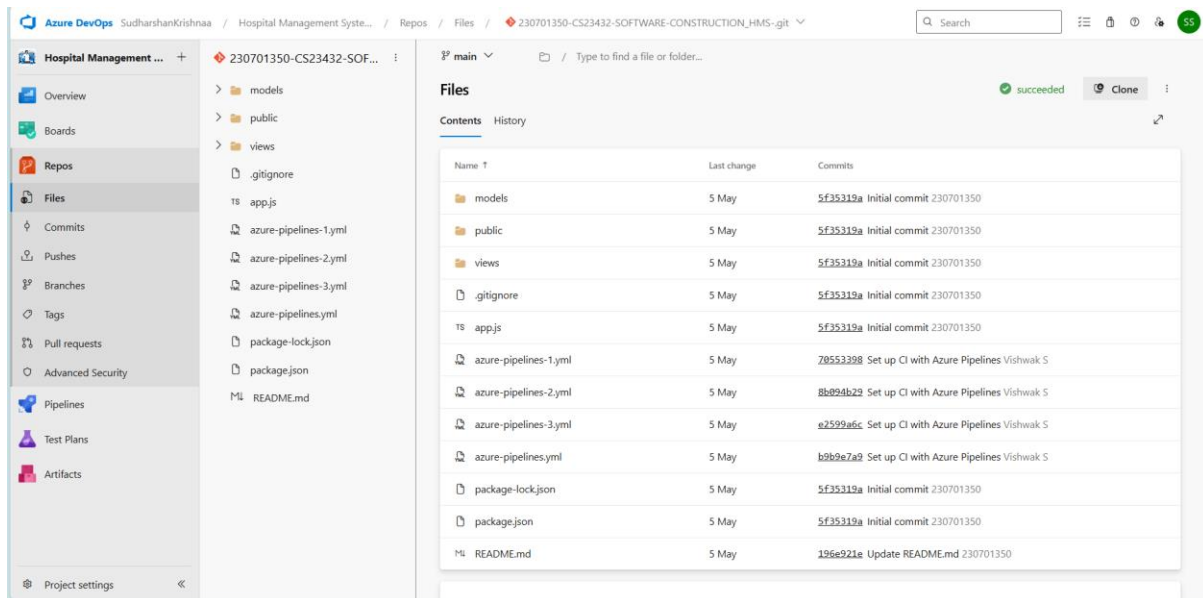 Azure DevOps SudharshanKrishnaa / Hospital Management Syste... / Repos / Files / 230701350-CS23432-SOFTWARE-CONSTRUCTION_HMS-.git Search SS
Hospital Management ... +
Overview
Boards
Repos
Files
Commits
Pushes
Branches
Tags
Pull requests
Advanced Security
Pipelines
Test Plans
Artifacts
Project settings
230701350-CS23432-SOF...
models
public
views
.gitignore
TS app.js
azure-pipelines-1.yml
azure-pipelines-2.yml
azure-pipelines-3.yml
azure-pipelines.yml
package-lock.json
package.json
M↓ README.md
main / Type to find a file or folder...
Files succeeded Clone
Contents History
Name ↑ Last change Commits
models 5 May 5f35319a Initial commit 230701350
public 5 May 5f35319a Initial commit 230701350
views 5 May 5f35319a Initial commit 230701350
.gitignore 5 May 5f35319a Initial commit 230701350
TS app.js 5 May 5f35319a Initial commit 230701350
azure-pipelines-1.yml 5 May 70553398 Set up CI with Azure Pipelines Vishwak S
azure-pipelines-2.yml 5 May 8b094b29 Set up CI with Azure Pipelines Vishwak S
azure-pipelines-3.yml 5 May e2599a6c Set up CI with Azure Pipelines Vishwak S
azure-pipelines.yml 5 May b9b9e7a9 Set up CI with Azure Pipelines Vishwak S
package-lock.json 5 May 5f35319a Initial commit 230701350
package.json 5 May 5f35319a Initial commit 230701350
M↓ README.md 5 May 196e921e Update README.md 230701350